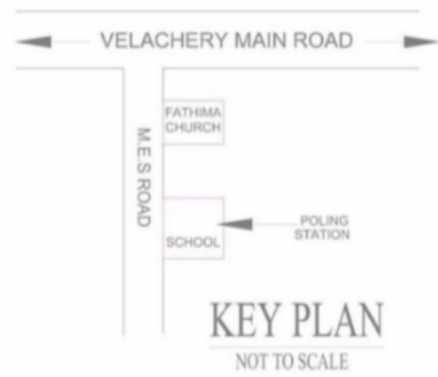 VELACHERY MAIN ROAD
FATHIMA
CHURCH
M.E.S ROAD
POLING
STATION
SCHOOL
KEY PLAN
NOT TO SCALE